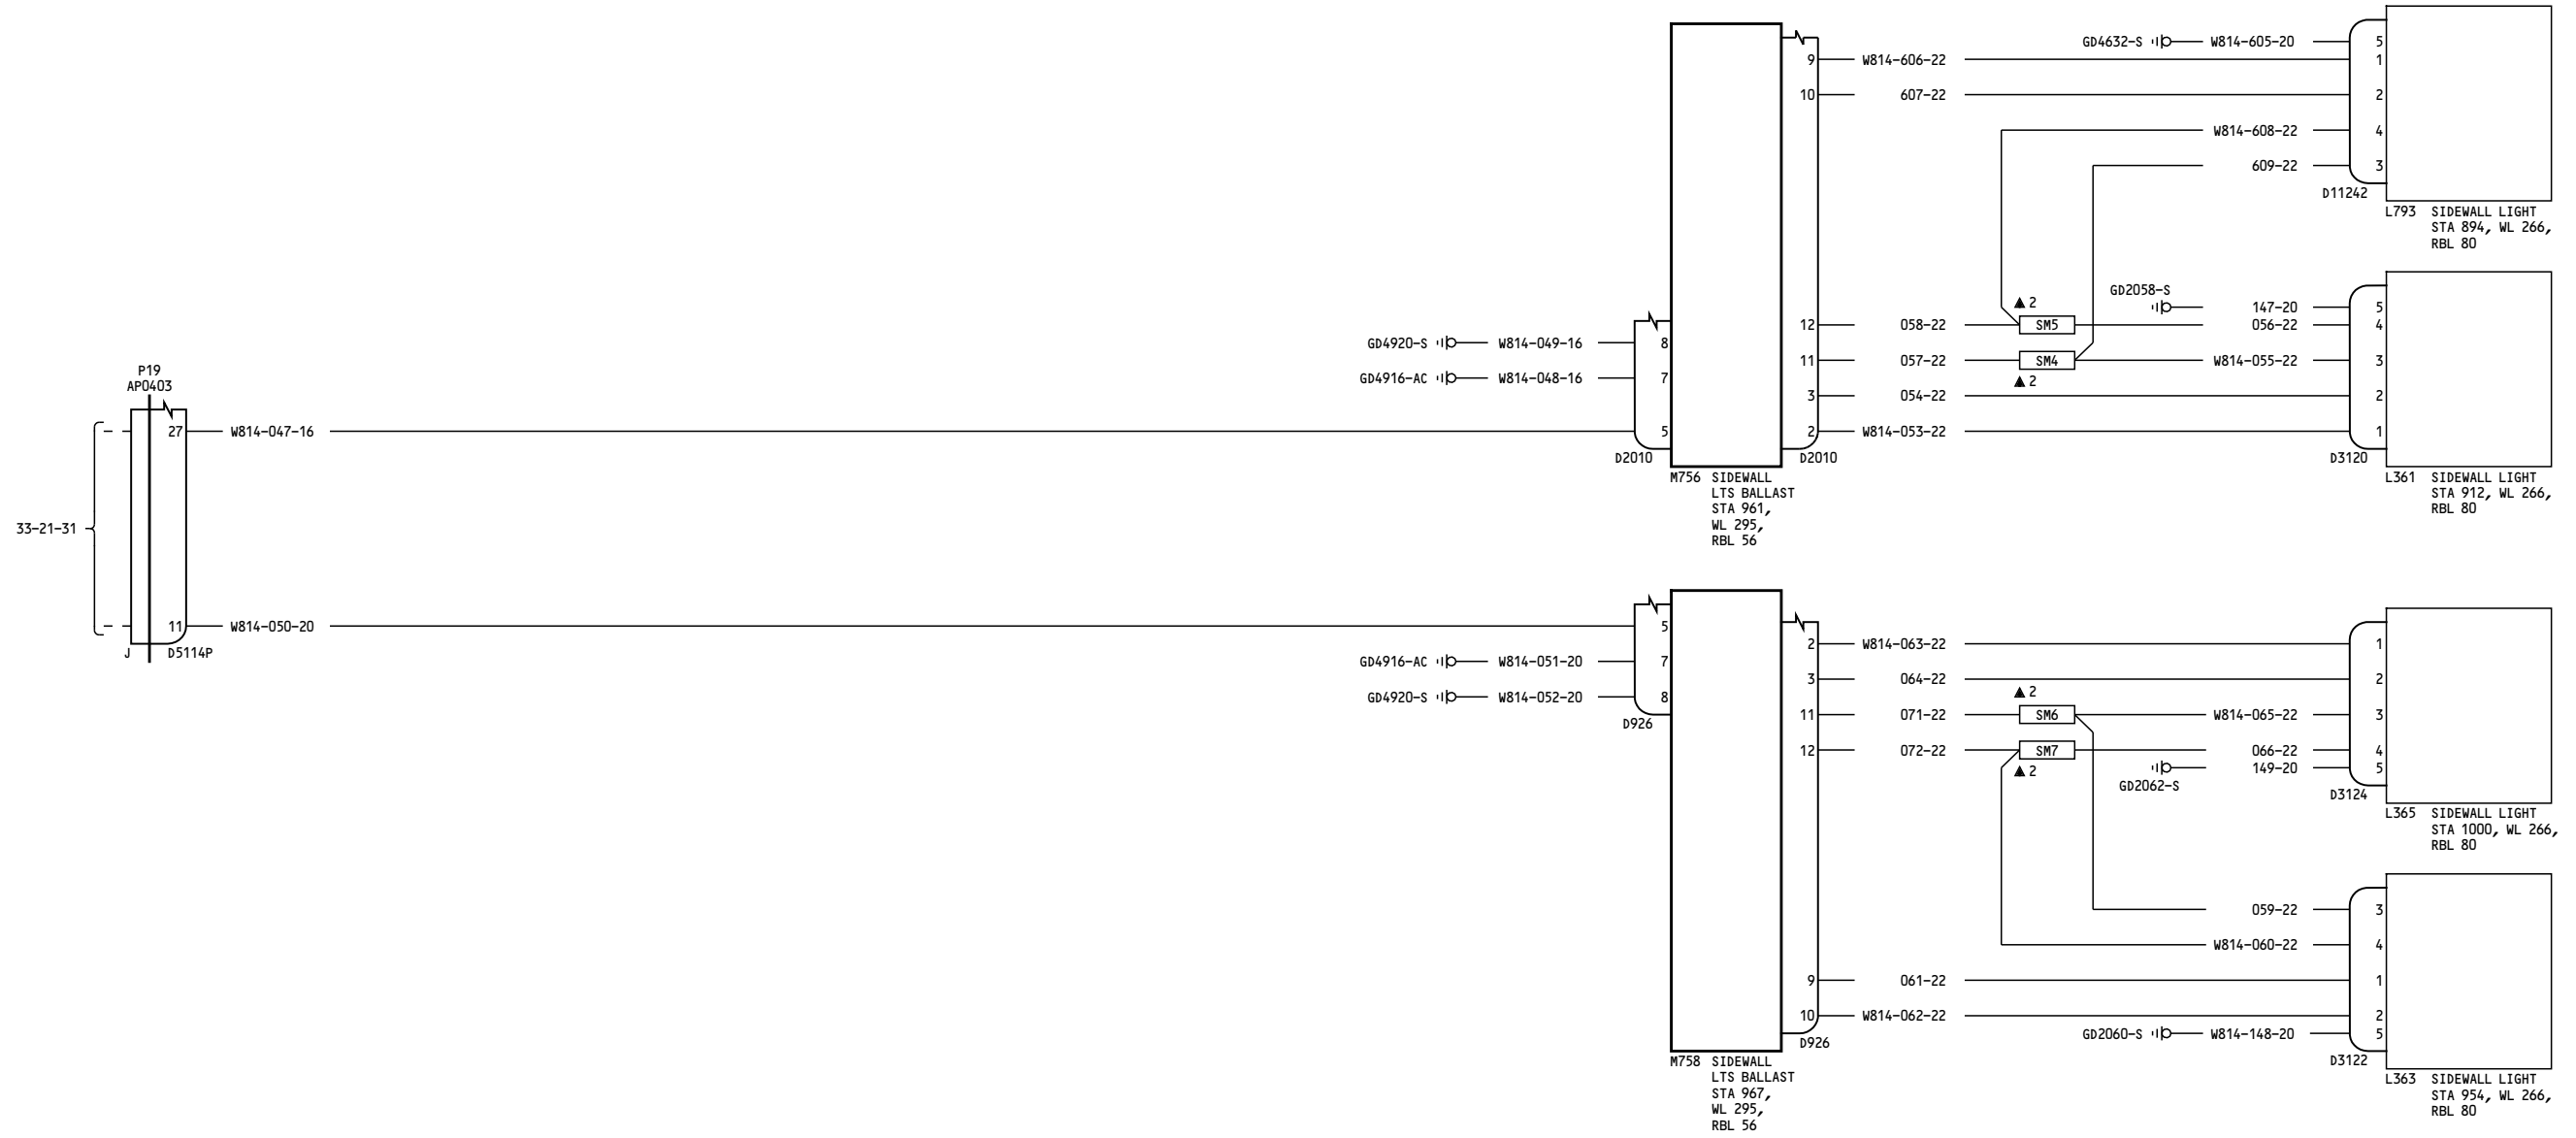 33-21-31
P19
AP0403
27
11
J
D5114P
W814-047-16
W814-050-20
GD4920-S
W814-049-16
8
GD4916-AC
W814-048-16
7
5
D2010
M756 SIDEWALL
LTS BALLAST
STA 961,
WL 295,
RBL 56
9
W814-606-22
10
607-22
12
058-22
11
057-22
3
054-22
2
W814-053-22
D2010
▲ 2
SM5
SM4
▲ 2
GD4632-S
W814-605-20
5
1
2
W814-608-22
4
609-22
3
D11242
L793 SIDEWALL LIGHT
STA 894, WL 266,
RBL 80
GD2058-S
147-20
5
056-22
4
W814-055-22
3
2
1
D3120
L361 SIDEWALL LIGHT
STA 912, WL 266,
RBL 80
5
GD4916-AC
W814-051-20
7
GD4920-S
W814-052-20
8
D926
M758 SIDEWALL
LTS BALLAST
STA 967,
WL 295,
RBL 56
2
W814-063-22
3
064-22
11
071-22
12
072-22
9
061-22
10
W814-062-22
D926
▲ 2
SM6
SM7
▲ 2
1
2
W814-065-22
3
066-22
4
149-20
5
GD2062-S
D3124
L365 SIDEWALL LIGHT
STA 1000, WL 266,
RBL 80
059-22
3
W814-060-22
4
1
2
GD2060-S
W814-148-20
5
D3122
L363 SIDEWALL LIGHT
STA 954, WL 266,
RBL 80